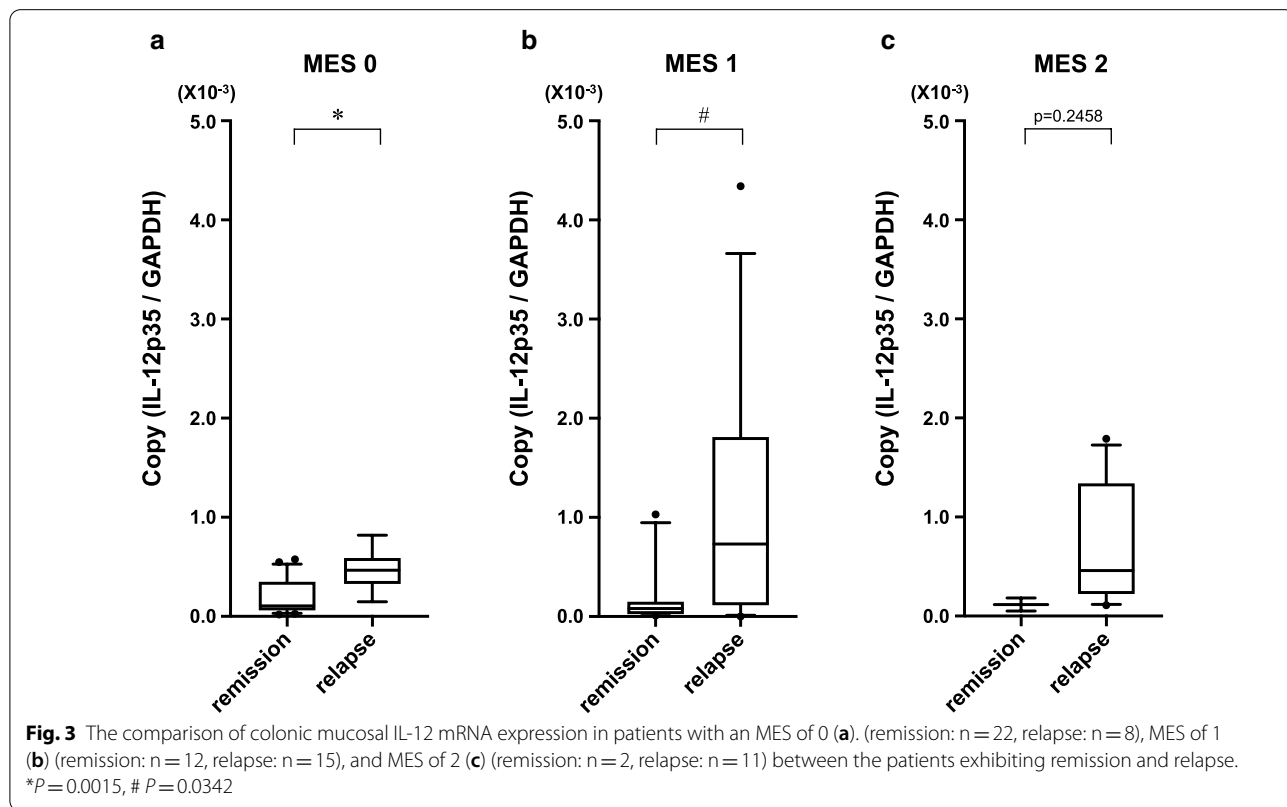 a
MES 0
(X10⁻³)
*
5.0
4.0
3.0
2.0
1.0
0.0
Copy (IL-12p35 / GAPDH)
remission
relapse
b
MES 1
(X10⁻³)
#
5.0
4.0
3.0
2.0
1.0
0.0
Copy (IL-12p35 / GAPDH)
remission
relapse
c
MES 2
(X10⁻³)
p=0.2458
5.0
4.0
3.0
2.0
1.0
0.0
Copy (IL-12p35 / GAPDH)
remission
relapse
Fig. 3 The comparison of colonic mucosal IL-12 mRNA expression in patients with an MES of 0 (a). (remission: n = 22, relapse: n = 8), MES of 1
(b) (remission: n = 12, relapse: n = 15), and MES of 2 (c) (remission: n = 2, relapse: n = 11) between the patients exhibiting remission and relapse.
*P = 0.0015, # P = 0.0342